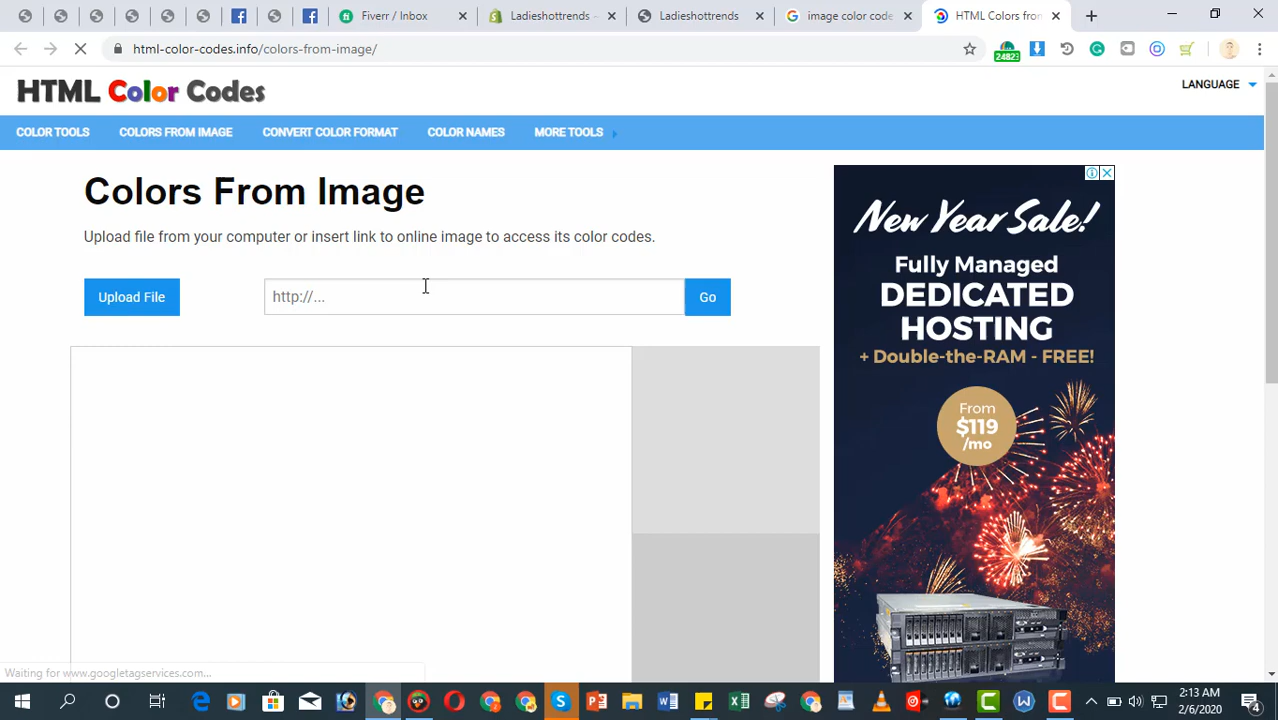 Fiverr / Inbox
Ladieshottrends -
Ladieshottrends
image color code
HTML Colors from
html-color-codes.info/colors-from-image/
24823
HTML Color Codes
LANGUAGE
COLOR TOOLS
COLORS FROM IMAGE
CONVERT COLOR FORMAT
COLOR NAMES
MORE TOOLS
Colors From Image
Upload file from your computer or insert link to online image to access its color codes.
Upload File
http://...
Go
New Year Sale!
Fully Managed
DEDICATED
HOSTING
+ Double-the-RAM - FREE!
From
$119
/mo
Waiting for www.googletagservices.com...
2:13 AM
2/6/2020
4